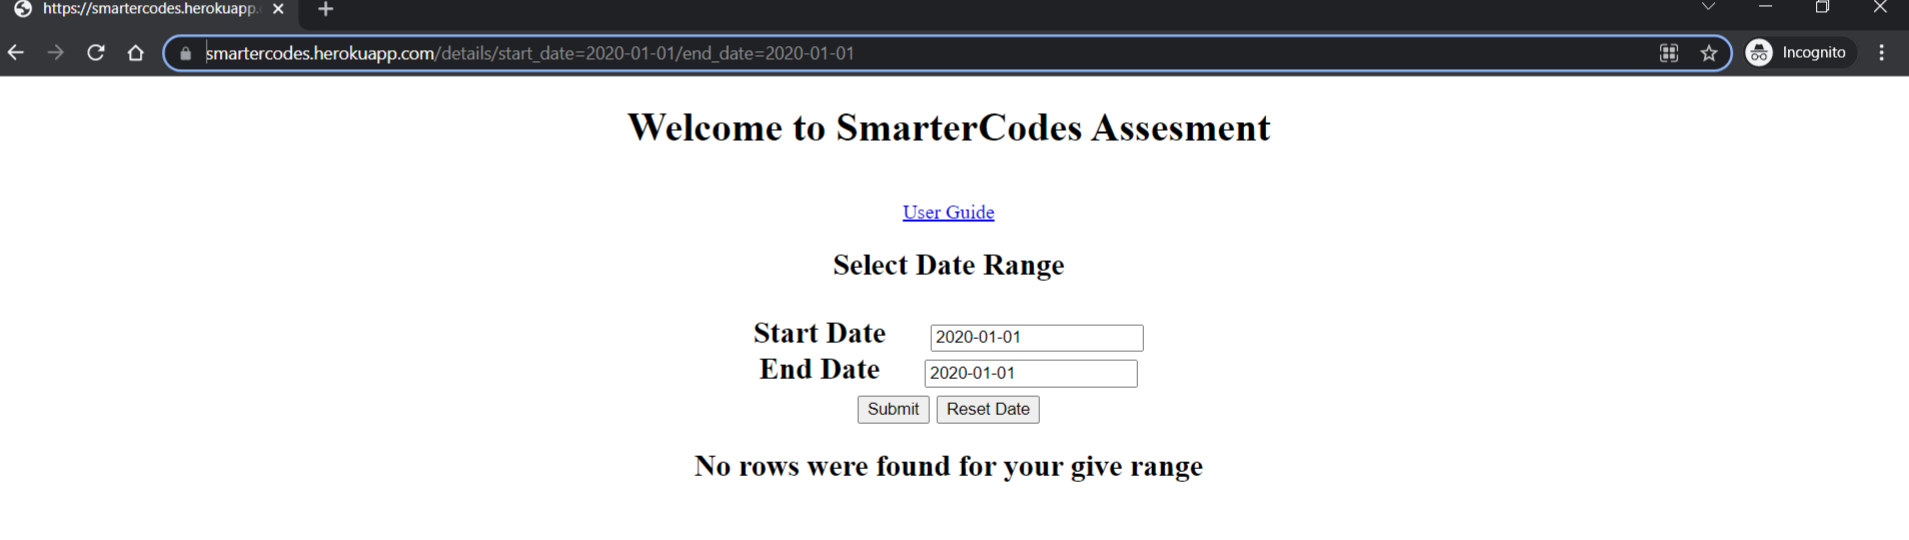 https://smartercodes.herokuapp.
smartercodes.herokuapp.com/details/start_date=2020-01-01/end_date=2020-01-01
Incognito
Welcome to SmarterCodes Assesment
User Guide
Select Date Range
Start Date 2020-01-01
End Date 2020-01-01
Submit Reset Date
No rows were found for your give range